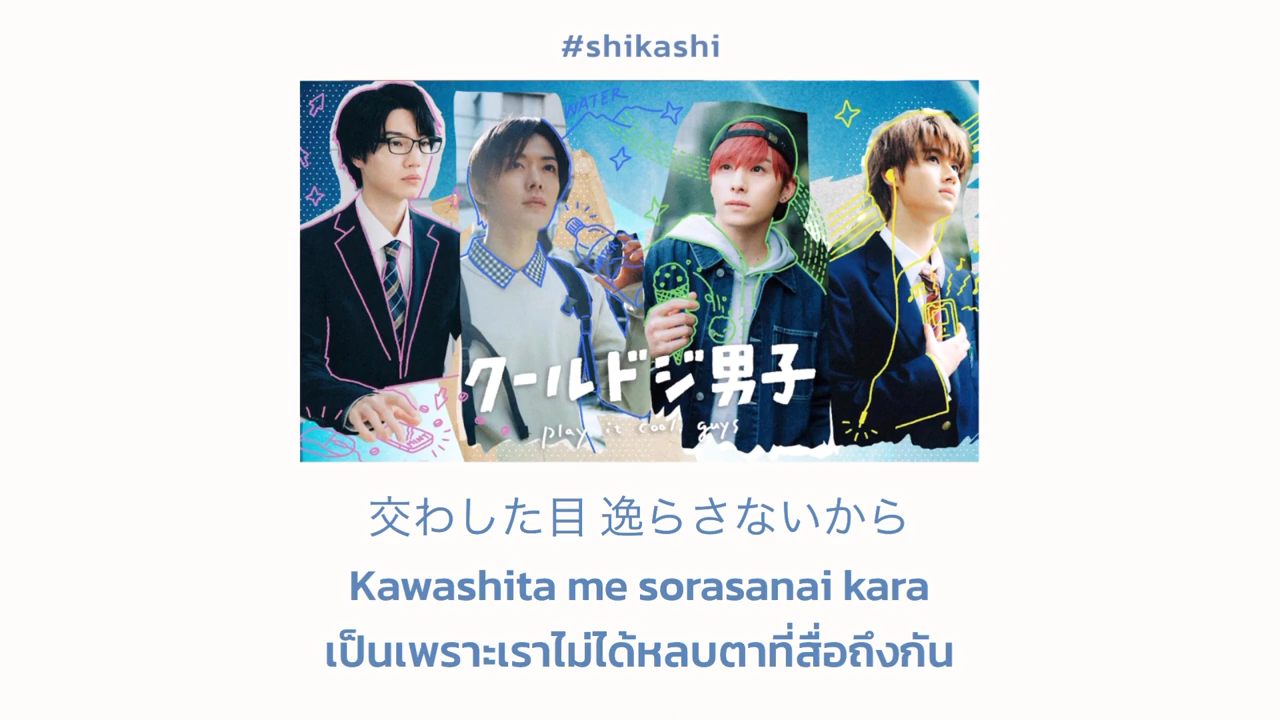 #shikashi
WATER
クールドジ男子
play it cool, guys
交わした目 逸らさないから
Kawashita me sorasanai kara
เป็นเพราะเราไม่ได้หลบตาที่สื่อถึงกัน